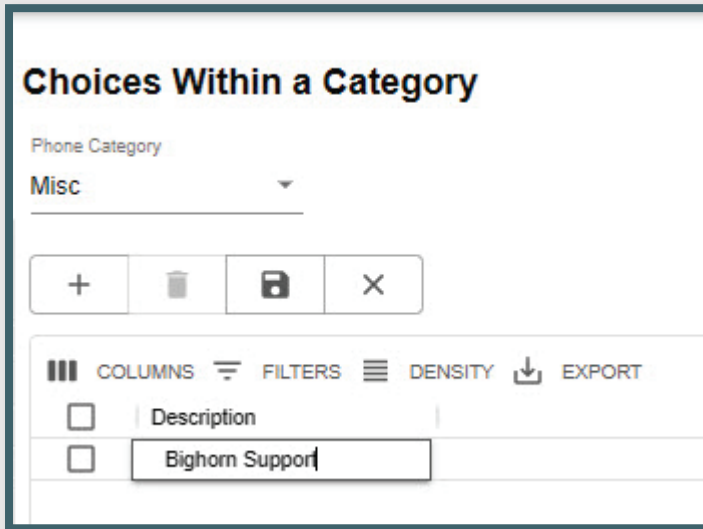 Choices Within a Category
Phone Category
Misc
COLUMNS FILTERS DENSITY EXPORT
Description
Bighorn Support